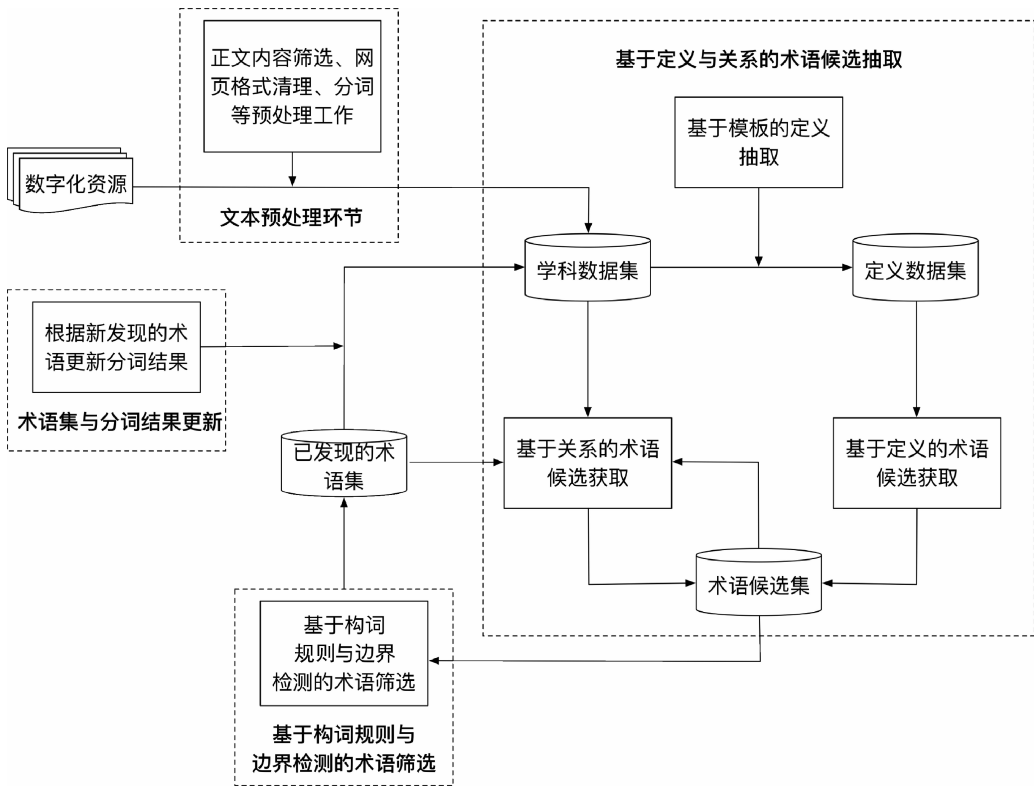 正文内容筛选、网
页格式清理、分词
等预处理工作
文本预处理环节
数字化资源
基于定义与关系的术语候选抽取
基于模板的定义
抽取
学科数据集
定义数据集
根据新发现的术
语更新分词结果
术语集与分词结果更新
已发现的术
语集
基于关系的术语
候选获取
基于定义的术语
候选获取
术语候选集
基于构词
规则与边界
检测的术语筛选
基于构词规则与
边界检测的术语筛选